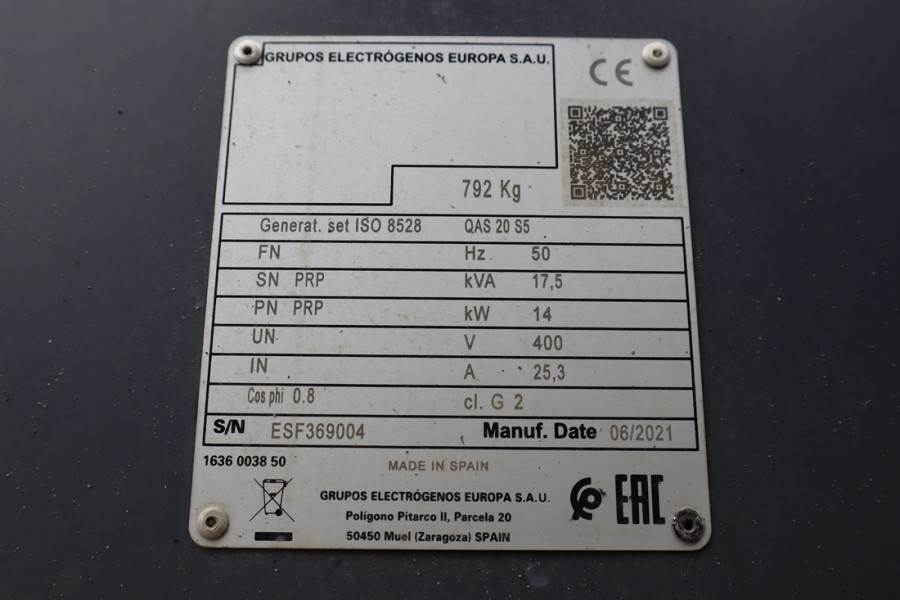 GRUPOS ELECTRÓGENOS EUROPA S.A.U.
CE
792 Kg
Generat. set ISO 8528 QAS 20 S5
FN Hz 50
SN PRP kVA 17,5
PN PRP kW 14
UN V 400
IN A 25,3
Cos phi 0.8 cl. G 2
S/N ESF369004 Manuf. Date 06/2021
1636 0038 50
MADE IN SPAIN
GRUPOS ELECTRÓGENOS EUROPA S.A.U.
Polígono Pitarco II, Parcela 20
50450 Muel (Zaragoza) SPAIN
EAC